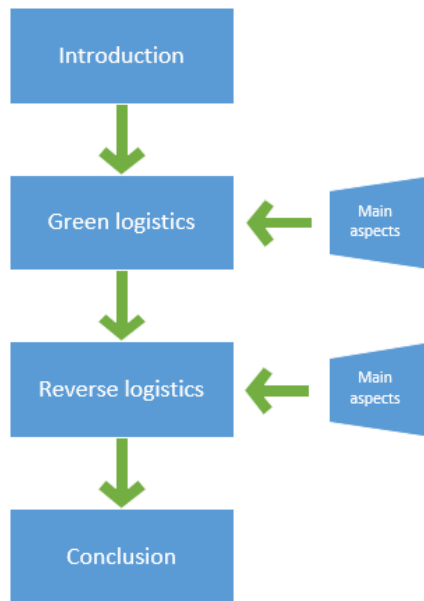 Introduction
Green logistics
Main
aspects
Reverse logistics
Main
aspects
Conclusion